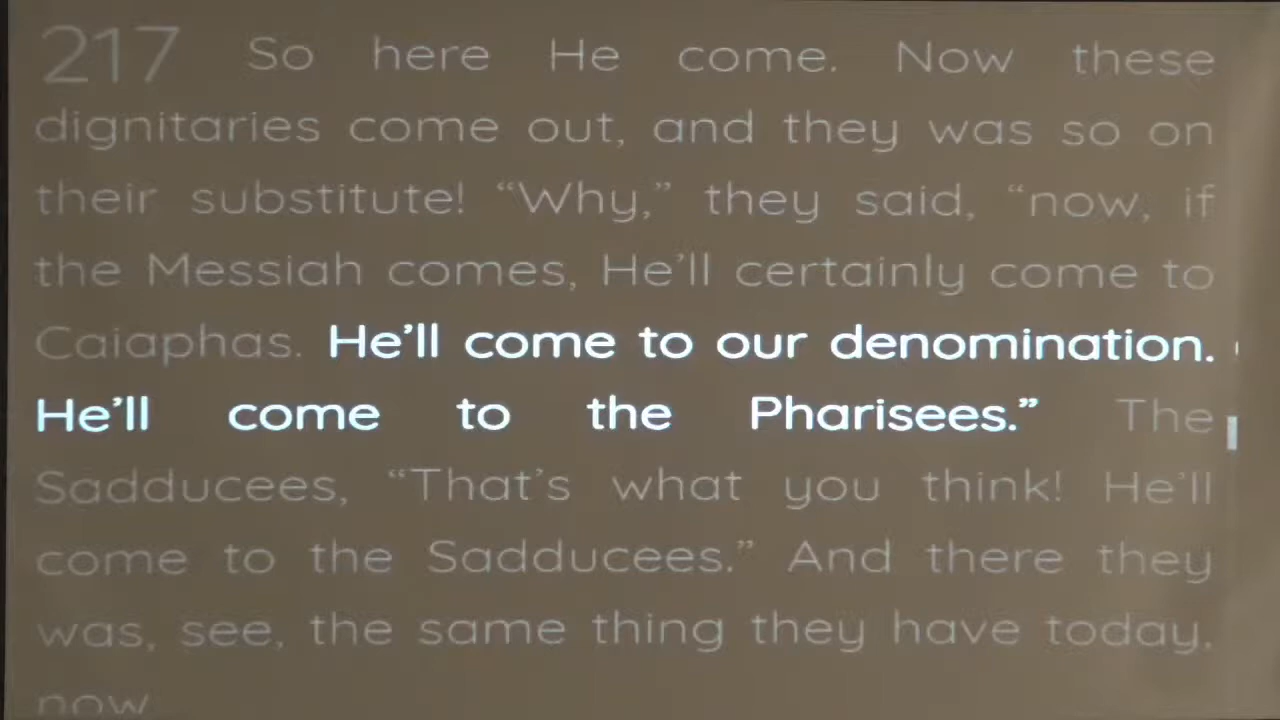 217 So here He come. Now these
dignitaries come out, and they was so on
their substitute! “Why,” they said, “now, if
the Messiah comes, He’ll certainly come to
Caiaphas. He’ll come to our denomination.
He’ll come to the Pharisees.” The
Sadducees, “That’s what you think! He’ll
come to the Sadducees.” And there they
was, see, the same thing they have today,
now